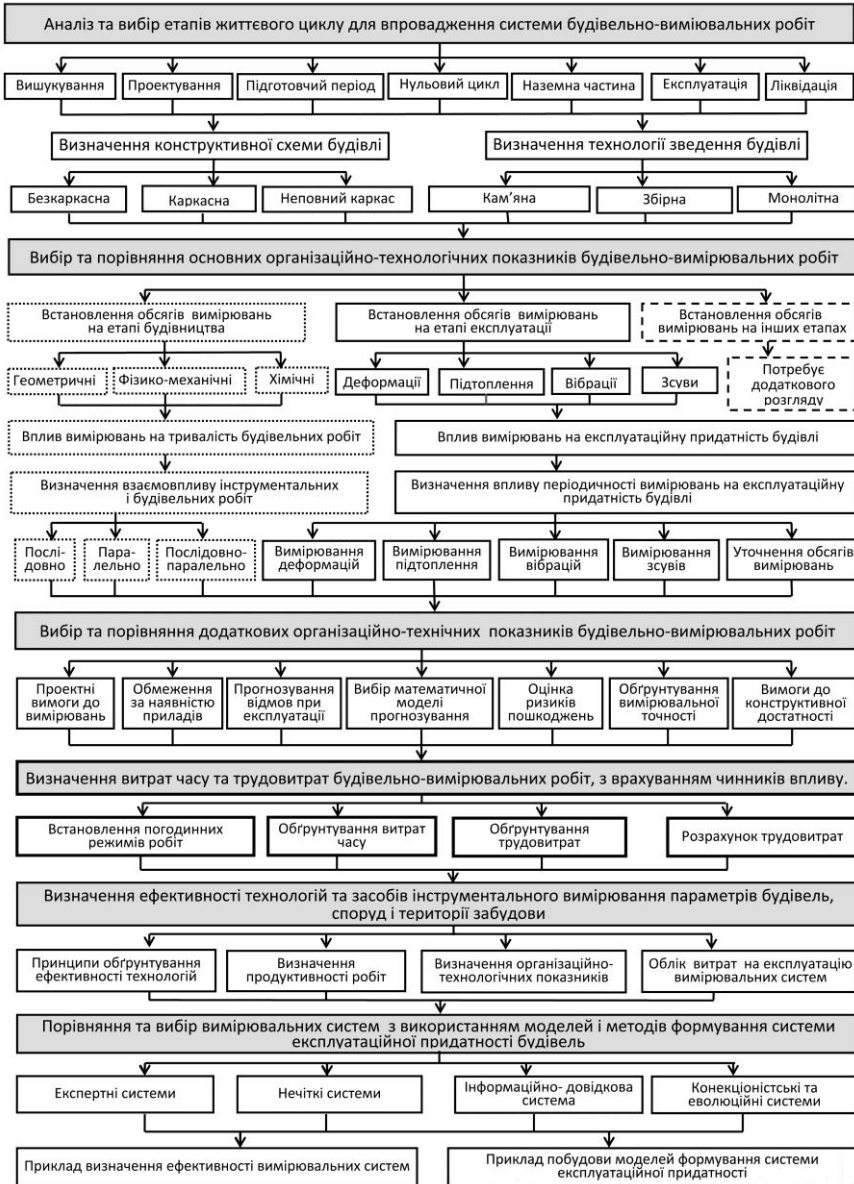 Аналіз та вибір етапів життєвого циклу для впровадження системи будівельно-виміювальних робіт
Вишукування
Проектування
Підготовчий період
Нульовий цикл
Наземна частина
Експлуатація
Ліквідація
Визначення конструктивної схеми будівлі
Визначення технології зведення будівлі
Безкаркасна
Каркасна
Неповний каркас
Кам’яна
Збірна
Монолітна
Вибір та порівняння основних організаційно-технологічних показників будівельно-вимірювальних робіт
Встановлення обсягів вимірювань
на етапі будівництва
Встановлення обсягів вимірювань
на етапі експлуатації
Встановлення обсягів
вимірювань на інших етапах
Геометричні
Фізико-механічні
Хімічні
Деформації
Підтоплення
Вібрації
Зсуви
Потребує
додаткового
розгляду
Вплив вимірювань на тривалість будівельних робіт
Вплив вимірювань на експлуатаційну придатність будівлі
Визначення взаємовпливу інструментальних
і будівельних робіт
Визначення впливу періодичності вимірювань на експлуатаційну
придатність будівлі
Послі-
довно
Пара-
лельно
Послідовно-
паралельно
Вимірювання
деформацій
Вимірювання
підтоплення
Вимірювання
вібрацій
Вимірювання
зсувів
Уточнення обсягів
вимірювань
Вибір та порівняння додаткових організаційно-технічних показників будівельно-вимірювальних робіт
Проектні
вимоги до
вимірювань
Обмеження
за наявністю
приладів
Прогнозування
відмов при
експлуатації
Вибір математичної
моделі
прогнозування
Оцінка
ризиків
пошкоджень
Обґрунтування
вимірювальної
точності
Вимоги до
конструктивної
достатності
Визначення витрат часу та трудовитрат будівельно-вимірювальних робіт, з врахуванням чинників впливу.
Встановлення погодинних
режимів робіт
Обґрунтування витрат
часу
Обґрунтування
трудовитрат
Розрахунок трудовитрат
Визначення ефективності технологій та засобів інструментального вимірювання параметрів будівель,
споруд і території забудови
Принципи обґрунтування
ефективності технологій
Визначення
продуктивності робіт
Визначення організаційно-
технологічних показників
Облік витрат на експлуатацію
вимірювальних систем
Порівняння та вибір вимірювальних систем з використанням моделей і методів формування системи
експлуатаційної придатності будівель
Експертні системи
Нечіткі системи
Інформаційно- довідкова
система
Конекціоністські та
еволюційні системи
Приклад визначення ефективності вимірювальних систем
Приклад побудови моделей формування системи
експлуатаційної придатності